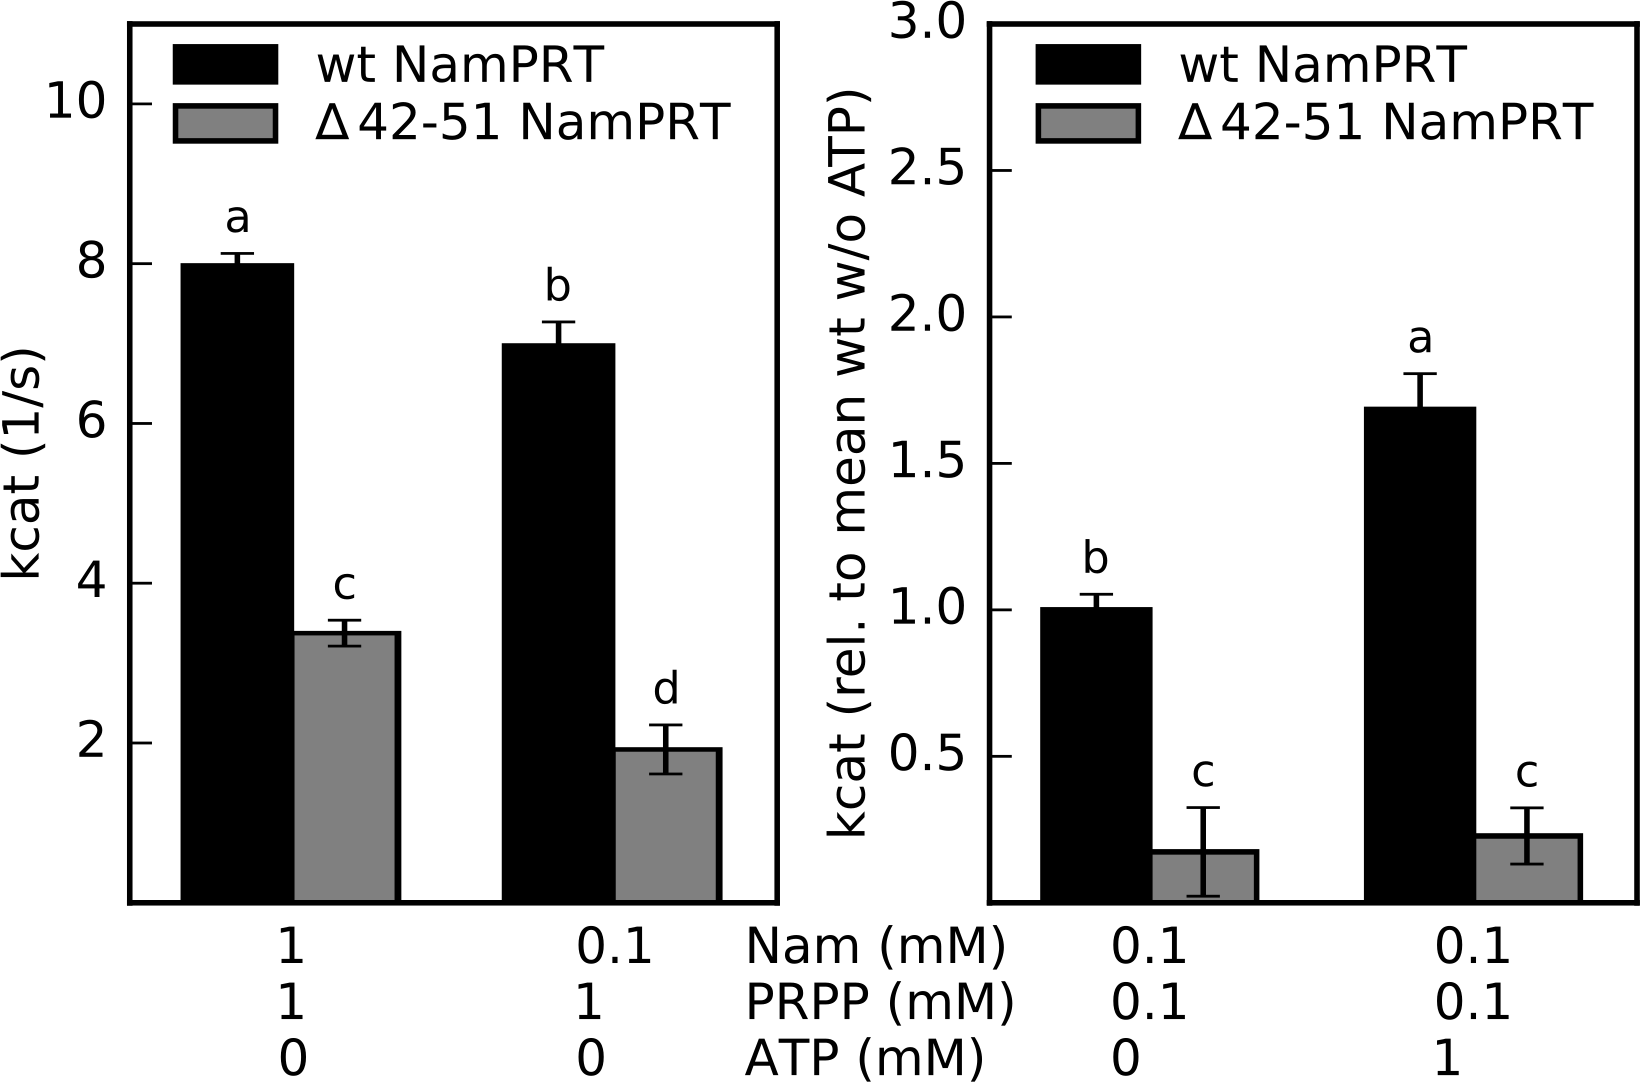 wt NamPRT
Δ 42-51 NamPRT
kcat (1/s)
10
8
6
4
2
a
c
b
d
wt NamPRT
Δ 42-51 NamPRT
kcat (rel. to mean wt w/o ATP)
3.0
2.5
2.0
1.5
1.0
0.5
b
c
a
c
1 0.1 Nam (mM) 0.1 0.1
1 1 PRPP (mM) 0.1 0.1
0 0 ATP (mM) 0 1